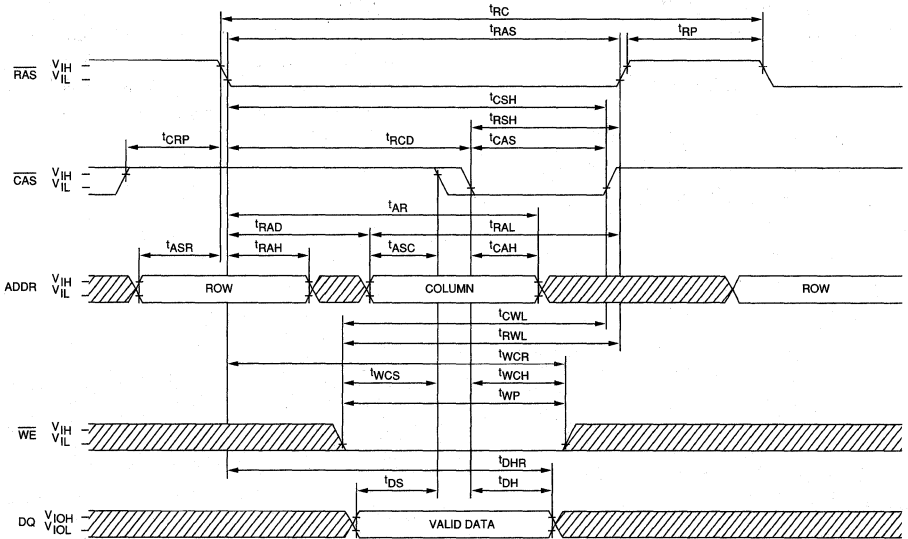 tRC
tRAS
tRP
RAS VIH
VIL
tCSH
tRSH
tCRP
tRCD
tCAS
CAS VIH
VIL
tAR
tRAD
tRAL
tASR
tRAH
tASC
tCAH
ADDR VIH
VIL
ROW
COLUMN
ROW
tCWL
tRWL
tWCR
tWCS
tWCH
tWP
WE VIH
VIL
tDHR
tDS
tDH
DQ VIOH
VIOL
VALID DATA